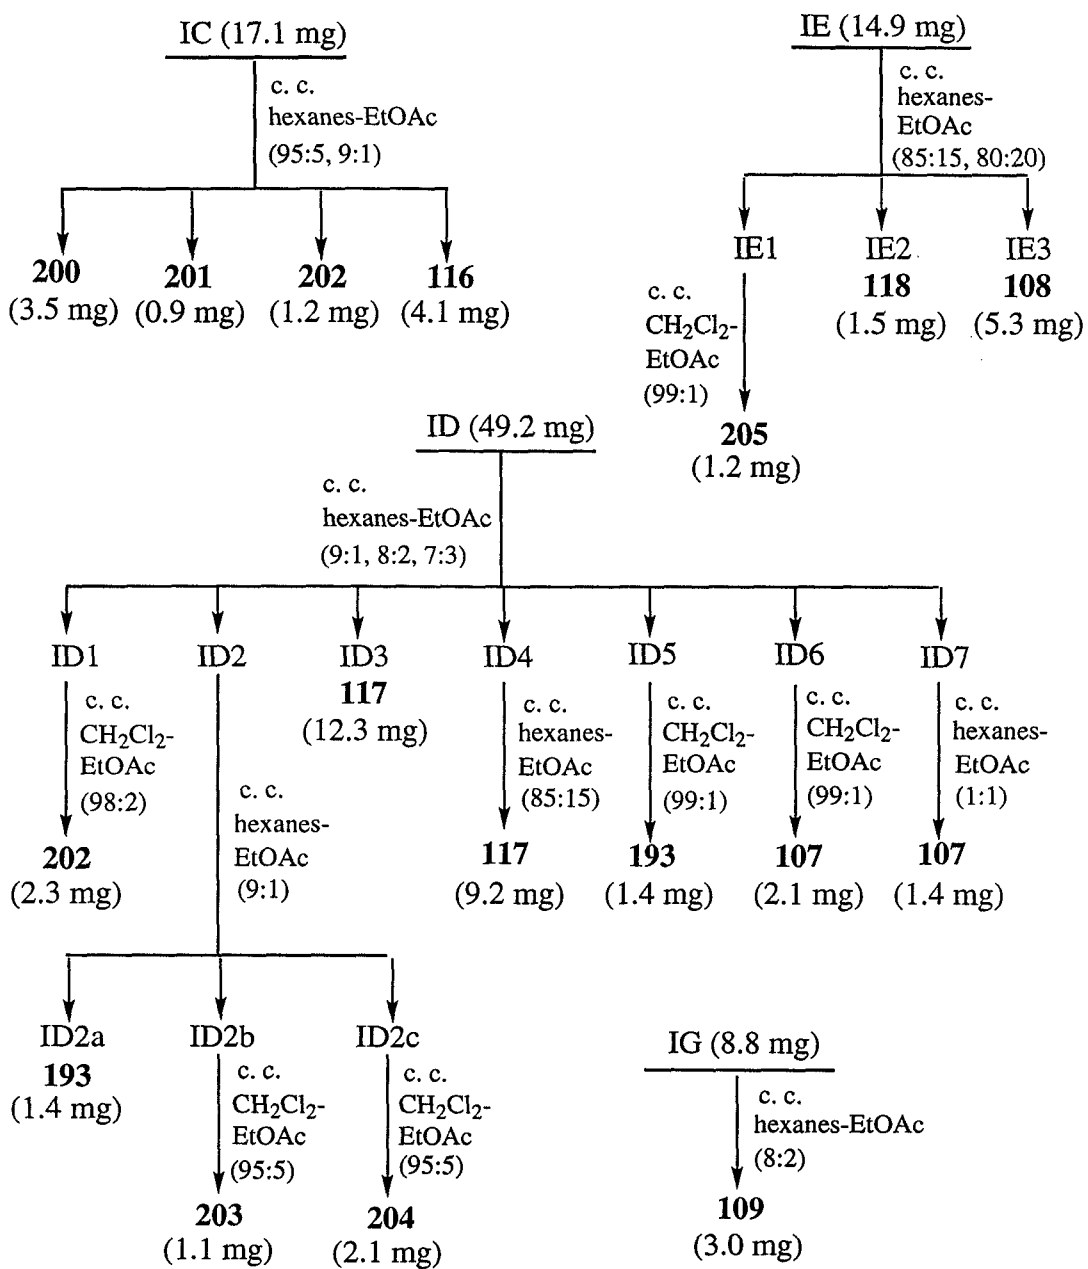 IC (17.1 mg)
c. c.
hexanes-EtOAc
(95:5, 9:1)
200
(3.5 mg)
201
(0.9 mg)
202
(1.2 mg)
116
(4.1 mg)
IE (14.9 mg)
c. c.
hexanes-
EtOAc
(85:15, 80:20)
IE1
IE2
118
(1.5 mg)
IE3
108
(5.3 mg)
c. c.
CH₂Cl₂-
EtOAc
(99:1)
205
(1.2 mg)
ID (49.2 mg)
c. c.
hexanes-EtOAc
(9:1, 8:2, 7:3)
ID1
c. c.
CH₂Cl₂-
EtOAc
(98:2)
202
(2.3 mg)
ID2
c. c.
hexanes-
EtOAc
(9:1)
ID3
117
(12.3 mg)
ID4
c. c.
hexanes-
EtOAc
(85:15)
117
(9.2 mg)
ID5
c. c.
CH₂Cl₂-
EtOAc
(99:1)
193
(1.4 mg)
ID6
c. c.
CH₂Cl₂-
EtOAc
(99:1)
107
(2.1 mg)
ID7
c. c.
hexanes-
EtOAc
(1:1)
107
(1.4 mg)
ID2a
193
(1.4 mg)
ID2b
c. c.
CH₂Cl₂-
EtOAc
(95:5)
203
(1.1 mg)
ID2c
c. c.
CH₂Cl₂-
EtOAc
(95:5)
204
(2.1 mg)
IG (8.8 mg)
c. c.
hexanes-EtOAc
(8:2)
109
(3.0 mg)